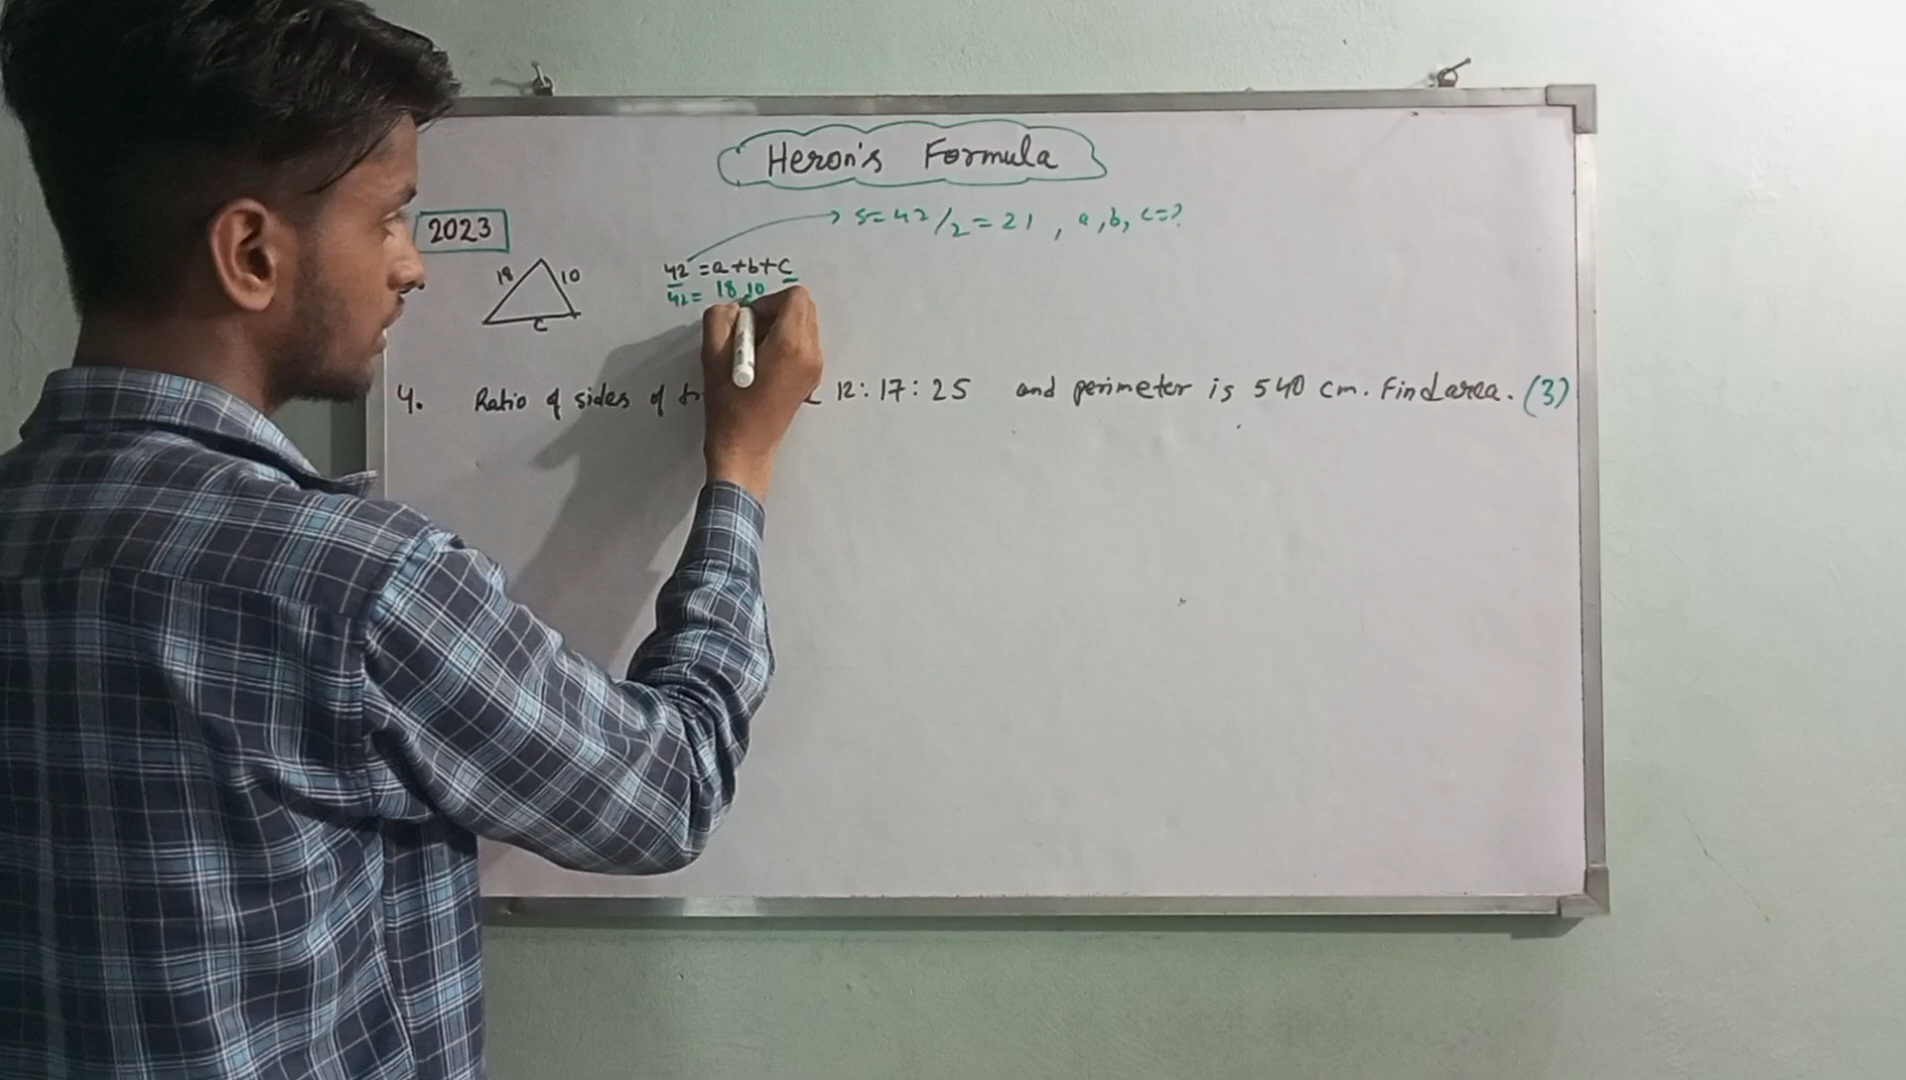 Heron's Formula
2023
s=42/2=21, a,b, c=?
18 10
c
42=a+b+c
42= 18 10
4. Ratio of sides of 12:17:25 and perimeter is 540 cm. Find area. (3)